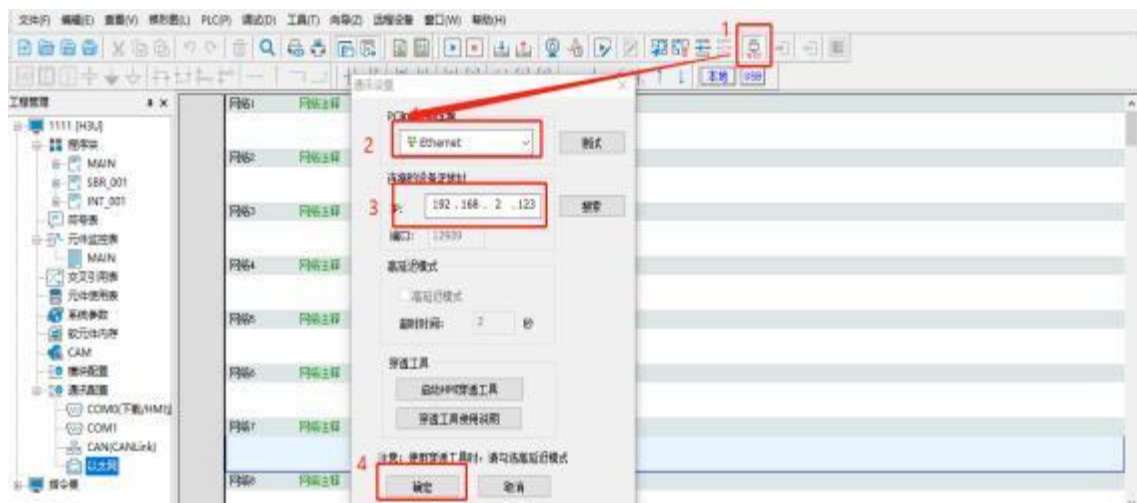 文件(F) 编辑(E) 查看(V) 梯形图(L) PLC(P) 调试(D) 工具(T) 向导(Z) 远程设备 窗口(W) 帮助(H)
1
本地 USB
工程管理
1111 [H3U]
程序块
MAIN
SBR_001
INT_001
符号表
元件监控表
MAIN
交叉引用表
元件使用表
系统参数
软元件内存
CAM
模块配置
通讯配置
COM0(下载/HMI
COM1
CAN(CANLink)
以太网
指令集
网络1 网络注释
网络2 网络注释
网络3 网络注释
网络4 网络注释
网络5 网络注释
网络6 网络注释
网络7 网络注释
网络8 网络注释
通讯设置
2 Ethernet 测试
连接的设备IP地址
3 IP: 192 . 168 . 2 . 123 搜索
端口: 12939
高延迟模式
高延迟模式
超时时间: 2 秒
穿透工具
启动HMI穿透工具
穿透工具使用说明
注意：使用穿透工具时，请勾选高延迟模式
4 确定 取消